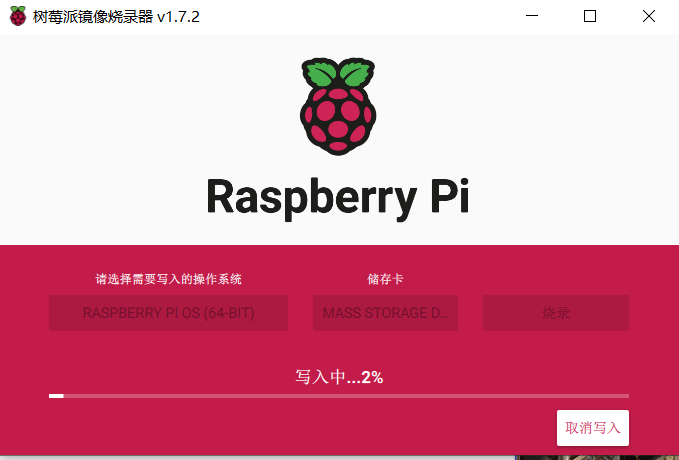 树莓派镜像烧录器 v1.7.2
Raspberry Pi
请选择需要写入的操作系统
储存卡
RASPBERRY PI OS (64-BIT)
MASS STORAGE D...
烧录
写入中...2%
取消写入